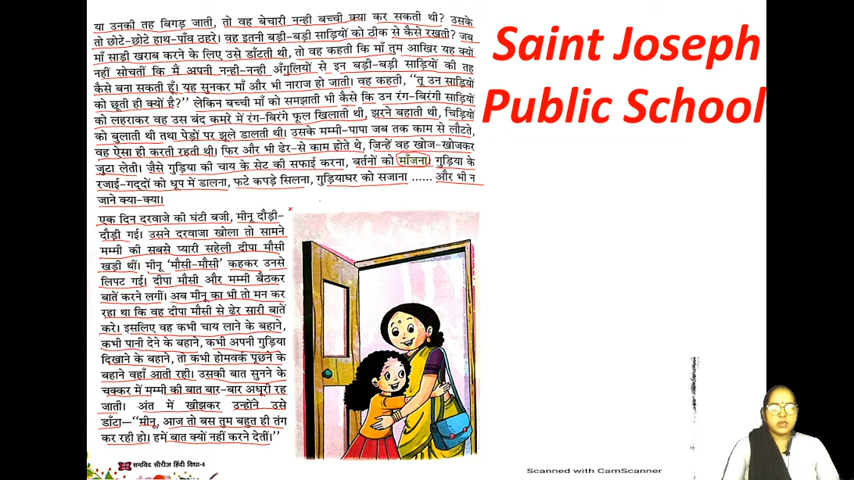 या उनकी तह बिगड़ जाती, तो वह बेचारी नन्ही बच्ची क्या कर सकती थी? उसके
तो छोटे-छोटे हाथ-पाँव ठहरे। वह इतनी बड़ी-बड़ी साड़ियों को ठीक से कैसे रखती? जब
माँ साड़ी खराब करने के लिए उसे डाँटती थी, तो वह कहती कि माँ तुम आखिर यह क्यों
नहीं सोचतीं कि मैं अपनी नन्ही-नन्ही अँगुलियों से इन बड़ी-बड़ी साड़ियों की तह
कैसे बना सकती हूँ। यह सुनकर माँ और भी नाराज हो जाती। वह कहती, “तू उन साड़ियों
को छूती ही क्यों है?” लेकिन बच्ची माँ को समझाती भी कैसे कि उन रंग-बिरंगी साड़ियों
को लहराकर वह उस बंद कमरे में रंग-बिरंगे फूल खिलाती थी, झरने बहाती थी, चिड़ियों
को बुलाती थी तथा पेड़ों पर झूले डालती थी। उसके मम्मी-पापा जब तक काम से लौटते,
वह ऐसा ही करती रहती थी। फिर और भी ढेर-से काम होते थे, जिन्हें वह खोज-खोजकर
जुटा लेती। जैसे गुड़िया की चाय के सेट की सफाई करना, बर्तनों को माँजना। गुड़िया के
रजाई-गद्दों को धूप में डालना, फटे कपड़े सिलना, गुड़ियाघर को सजाना ...... और भी न
जाने क्या-क्या।
एक दिन दरवाजे की घंटी बजी, मीनू दौड़ी-
दौड़ी गई। उसने दरवाजा खोला तो सामने
मम्मी की सबसे प्यारी सहेली दीपा मौसी
खड़ी थीं। मीनू ‘मौसी-मौसी’ कहकर उनसे
लिपट गई। दीपा मौसी और मम्मी बैठकर
बातें करने लगीं। अब मीनू का भी तो मन कर
रहा था कि वह दीपा मौसी से ढेर सारी बातें
करे। इसलिए वह कभी चाय लाने के बहाने,
कभी पानी देने के बहाने, कभी अपनी गुड़िया
दिखाने के बहाने, तो कभी होमवर्क पूछने के
बहाने वहाँ आती रही। उसकी बात सुनने के
चक्कर में मम्मी की बात बार-बार अधूरी रह
जाती। अंत में खीझकर उन्होंने उसे
डाँटा—“मीनू, आज तो बस तुम बहुत ही तंग
कर रही हो। हमें बात क्यों नहीं करने देतीं।”
समविद सीरीज हिंदी विद्या-4
Saint Joseph
Public School
Scanned with CamScanner